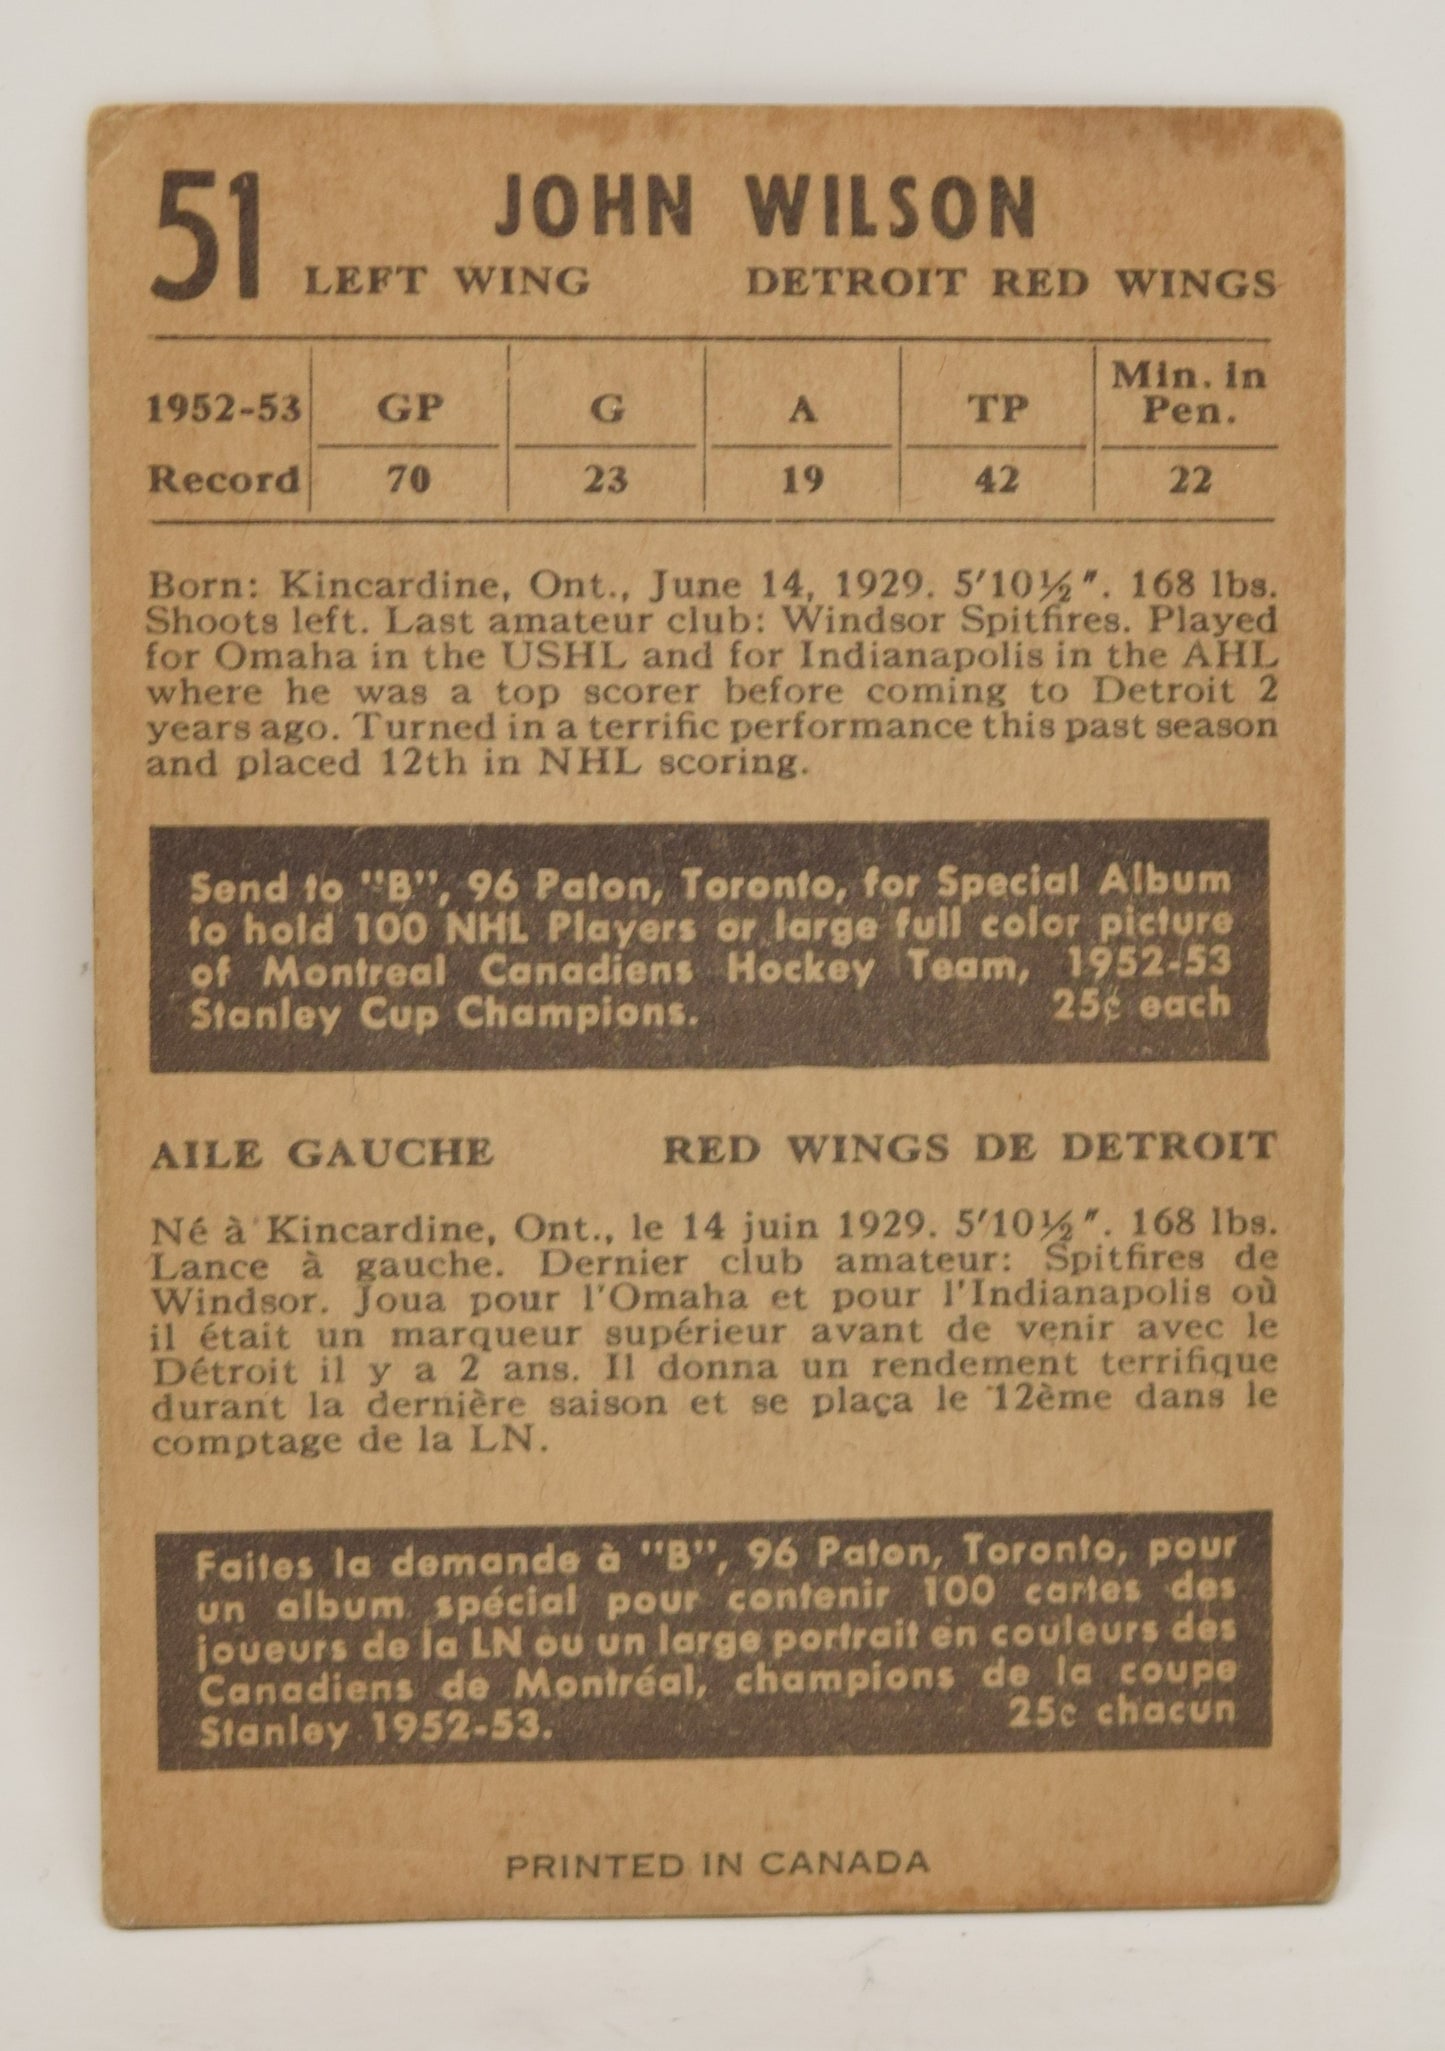 51 JOHN WILSON
LEFT WING DETROIT RED WINGS
1952-53 GP G A TP Min. in Pen.
Record 70 23 19 42 22
Born: Kincardine, Ont., June 14, 1929. 5'10½". 168 lbs.
Shoots left. Last amateur club: Windsor Spitfires. Played
for Omaha in the USHL and for Indianapolis in the AHL
where he was a top scorer before coming to Detroit 2
years ago. Turned in a terrific performance this past season
and placed 12th in NHL scoring.
Send to "B", 96 Paton, Toronto, for Special Album
to hold 100 NHL Players or large full color picture
of Montreal Canadiens Hockey Team, 1952-53
Stanley Cup Champions. 25¢ each
AILE GAUCHE RED WINGS DE DETROIT
Né à Kincardine, Ont., le 14 juin 1929. 5'10½". 168 lbs.
Lance à gauche. Dernier club amateur: Spitfires de
Windsor. Joua pour l'Omaha et pour l'Indianapolis où
il était un marqueur supérieur avant de venir avec le
Détroit il y a 2 ans. Il donna un rendement terrifique
durant la dernière saison et se plaça le 12ème dans le
comptage de la LN.
Faites la demande à "B", 96 Paton, Toronto, pour
un album spécial pour contenir 100 cartes des
joueurs de la LN ou un large portrait en couleurs des
Canadiens de Montréal, champions de la coupe
Stanley 1952-53. 25c chacun
PRINTED IN CANADA